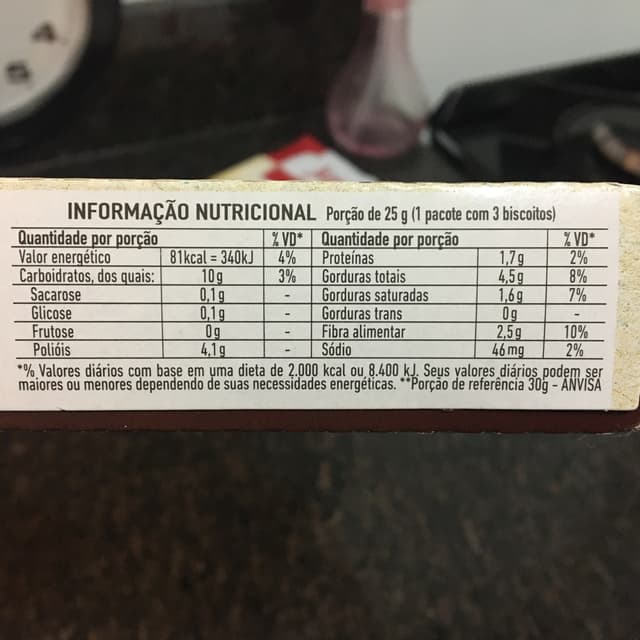 INFORMAÇÃO NUTRICIONAL Porção de 25 g (1 pacote com 3 biscoitos)
Quantidade por porção % VD* Quantidade por porção % VD*
Valor energético 81kcal = 340kJ 4% Proteínas 1,7g 2%
Carboidratos, dos quais: 10g 3% Gorduras totais 4,5g 8%
Sacarose 0,1g - Gorduras saturadas 1,6g 7%
Glicose 0,1g - Gorduras trans 0g -
Frutose 0g - Fibra alimentar 2,5g 10%
Polióis 4,1g - Sódio 46mg 2%
*% Valores diários com base em uma dieta de 2.000 kcal ou 8.400 kJ. Seus valores diários podem ser
maiores ou menores dependendo de suas necessidades energéticas. **Porção de referência 30g - ANVISA
4
5